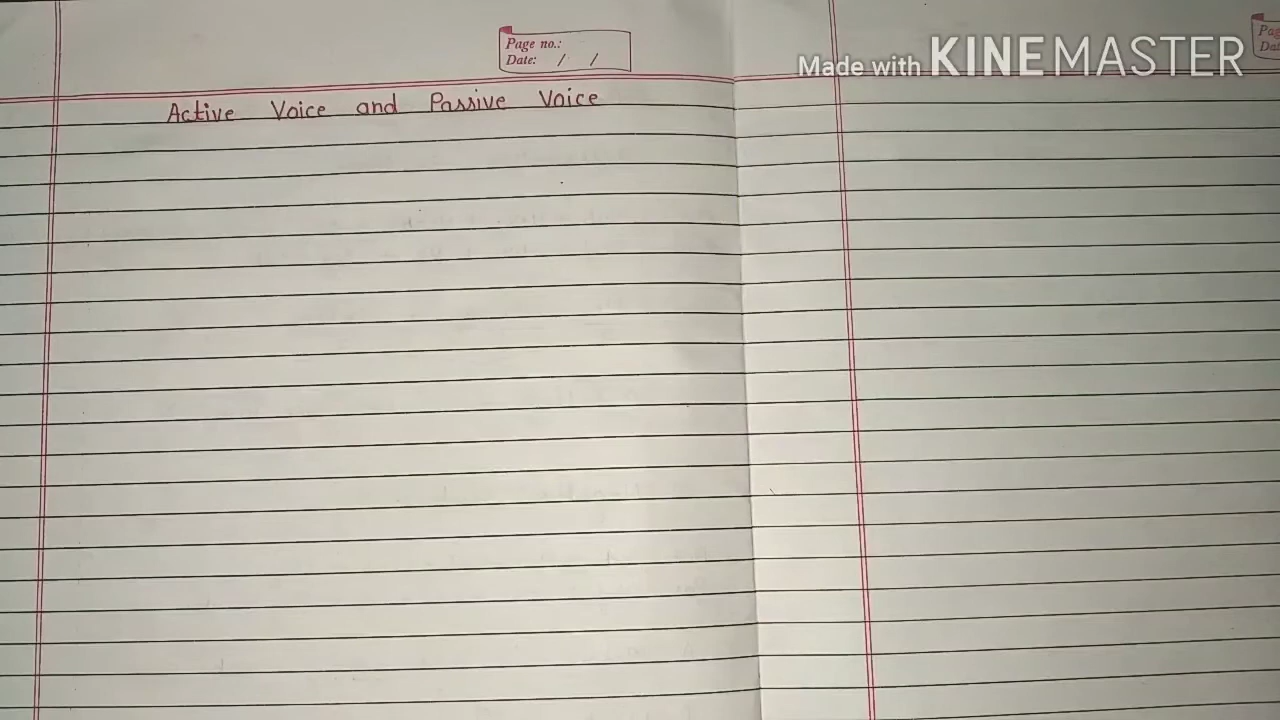 Page no.:
Date: / /
Made with KINEMASTER
Active Voice and Passive Voice